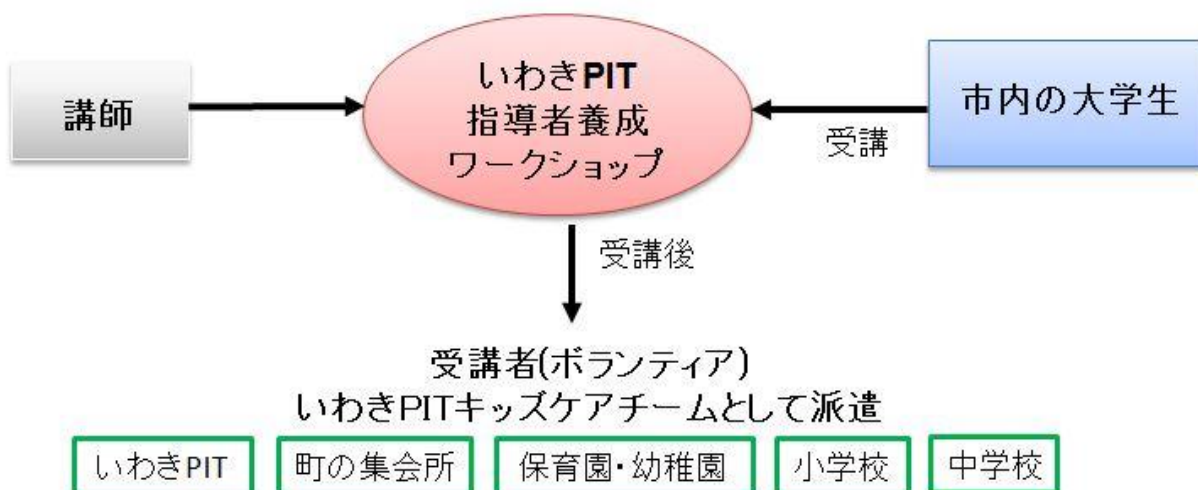 講師
いわきPIT
指導者養成
ワークショップ
市内の大学生
受講
受講後
受講者(ボランティア)
いわきPITキッズケアチームとして派遣
いわきPIT
町の集会所
保育園・幼稚園
小学校
中学校